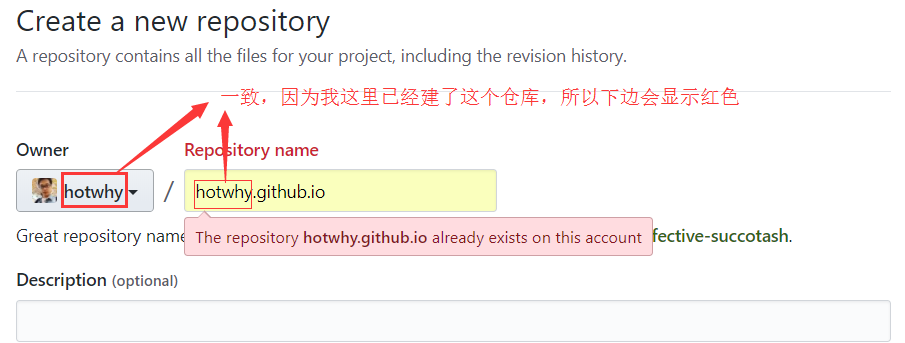 Create a new repository
A repository contains all the files for your project, including the revision history.
一致，因为我这里已经建了这个仓库，所以下边会显示红色
Owner
Repository name
hotwhy / hotwhy.github.io
The repository hotwhy.github.io already exists on this account
Great repository name fective-succotash.
Description (optional)